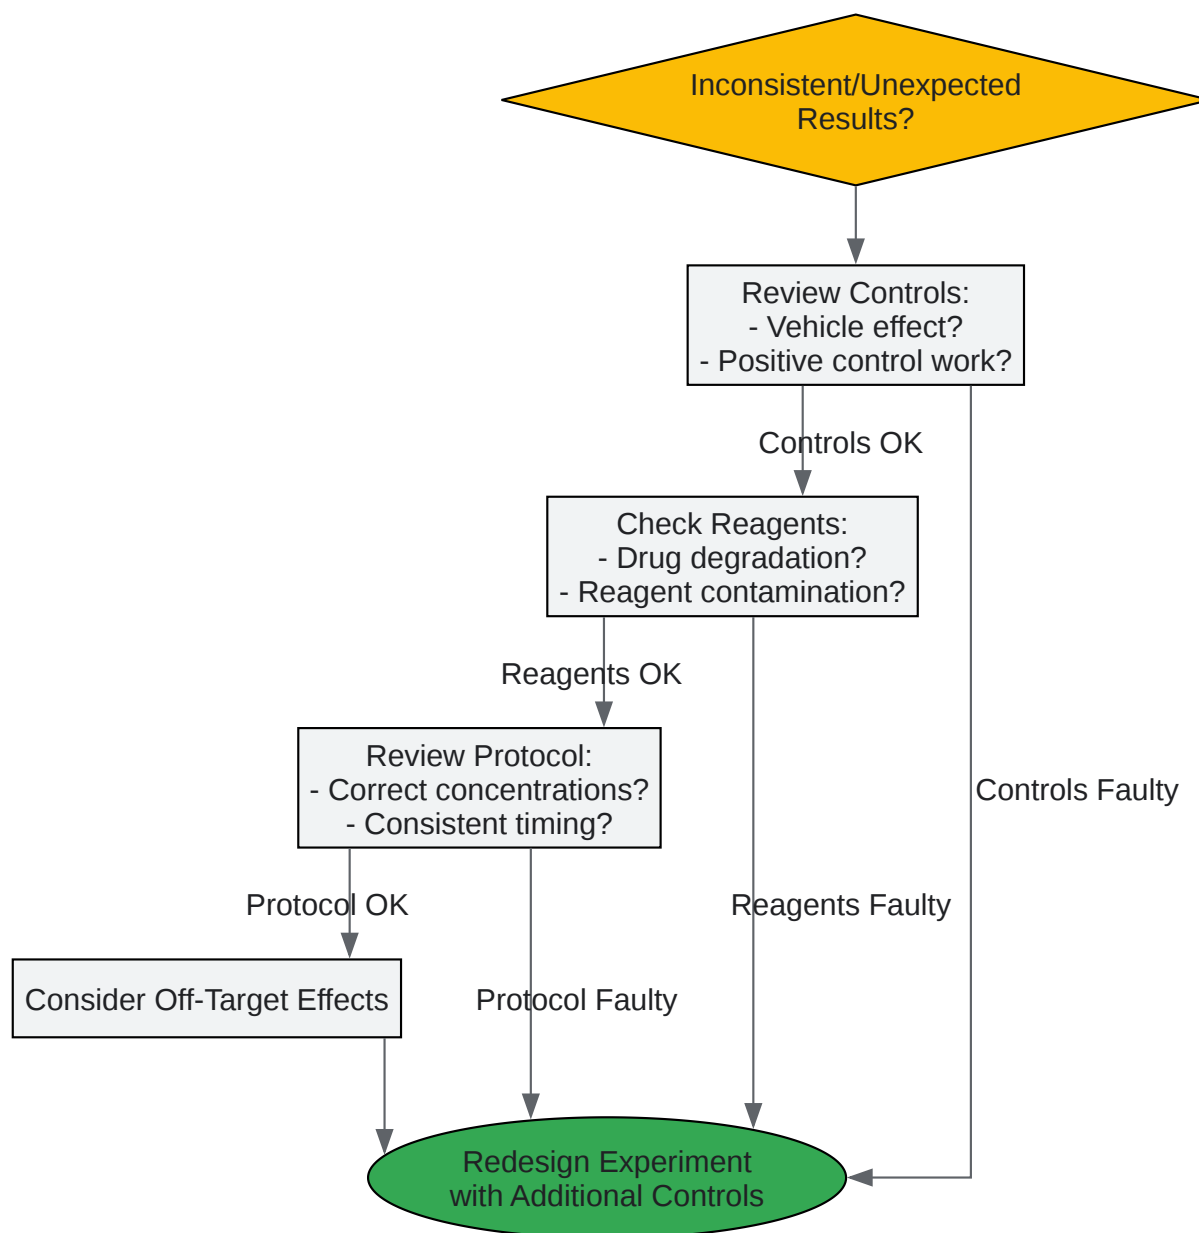 Inconsistent/Unexpected
Results?
Review Controls:
- Vehicle effect?
- Positive control work?
Controls OK
Check Reagents:
- Drug degradation?
- Reagent contamination?
Reagents OK
Review Protocol:
- Correct concentrations?
- Consistent timing?
Controls Faulty
Protocol OK
Reagents Faulty
Consider Off-Target Effects
Protocol Faulty
Redesign Experiment
with Additional Controls